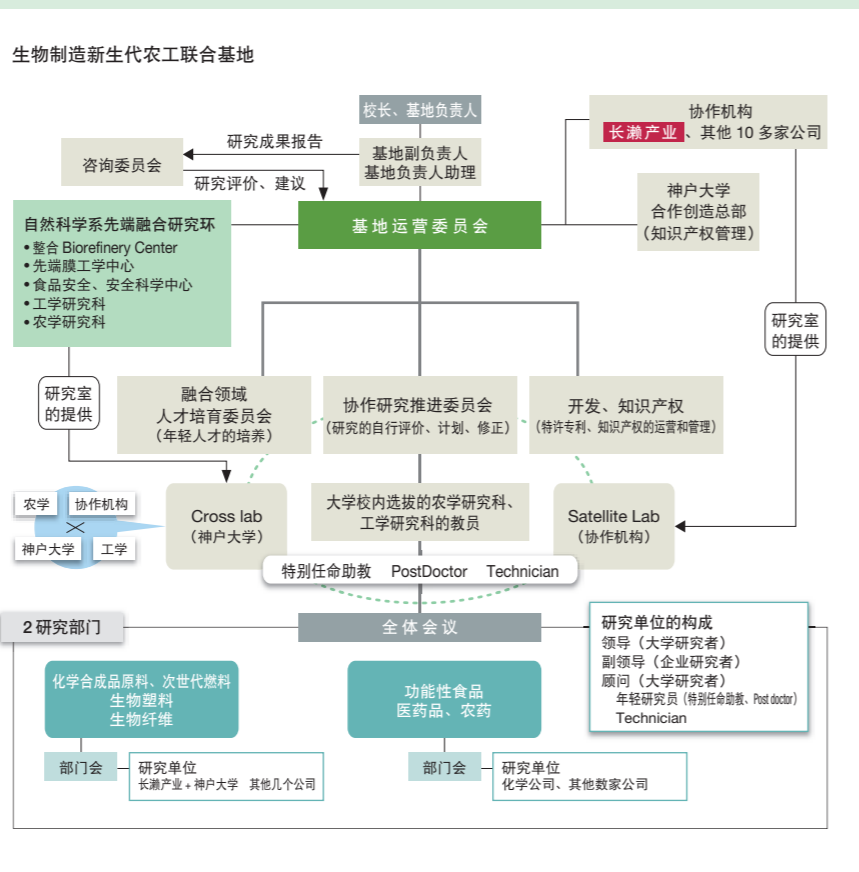 生物制造新生代农工联合基地
校长、基地负责人
基地副负责人
基地负责人助理
研究成果报告
咨询委员会
研究评价、建议
协作机构
长濑产业、其他 10 多家公司
神户大学
合作创造总部
（知识产权管理）
基地运营委员会
自然科学系先端融合研究环
• 整合 Biorefinery Center
• 先端膜工学中心
• 食品安全、安全科学中心
• 工学研究科
• 农学研究科
研究室
的提供
研究室
的提供
融合领域
人才培育委员会
（年轻人才的培养）
协作研究推进委员会
（研究的自行评价、计划、修正）
开发、知识产权
（特许专利、知识产权的运营和管理）
农学
协作机构
×
神户大学
工学
Cross lab
（神户大学）
大学校内选拔的农学研究科、
工学研究科的教员
Satellite Lab
（协作机构）
特别任命助教 PostDoctor Technician
2 研究部门
全体会议
研究单位的构成
领导（大学研究者）
副领导（企业研究者）
顾问（大学研究者）
年轻研究员（特别任命助教、Post doctor）
Technician
化学合成品原料、次世代燃料
生物塑料
生物纤维
功能性食品
医药品、农药
部门会
研究单位
长濑产业 + 神户大学 其他几个公司
部门会
研究单位
化学公司、其他数家公司